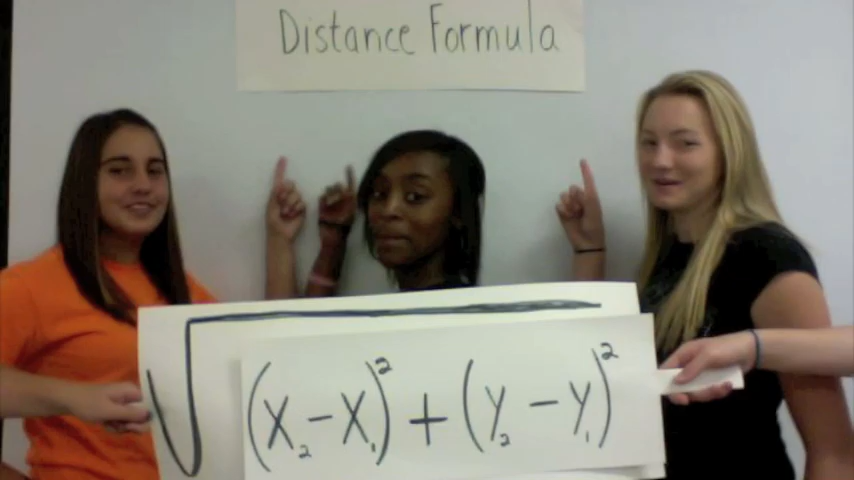 Distance Formula
√(X₂-X₁)²+(Y₂-Y₁)²